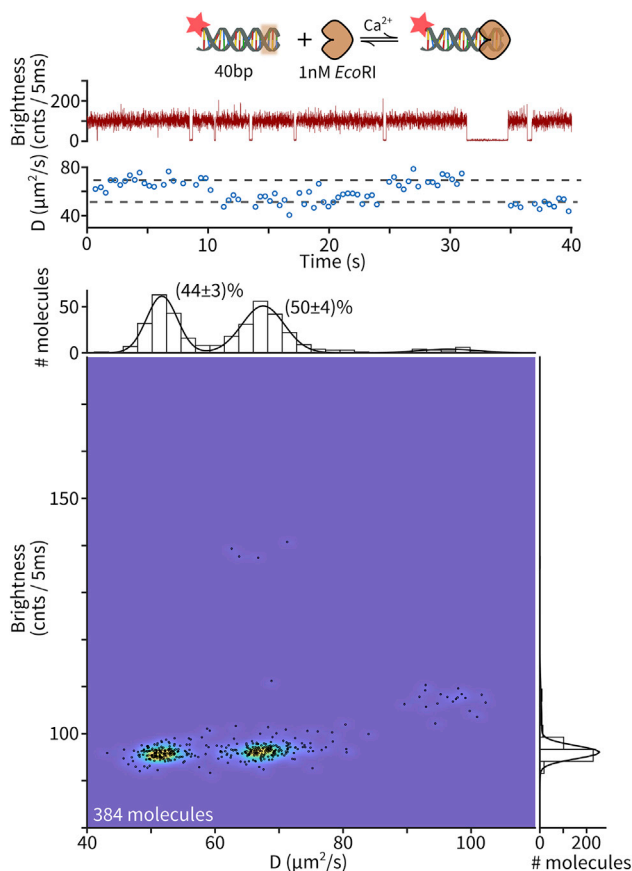 Ca²⁺
+
40bp
1nM EcoRI
Brightness
(cnts / 5ms)
200
0
D (μm²/s)
80
40
0
10
20
30
40
Time (s)
# molecules
50
0
(44±3)%
(50±4)%
Brightness
(cnts / 5ms)
150
100
384 molecules
40
60
80
100
D (μm²/s)
0
200
# molecules